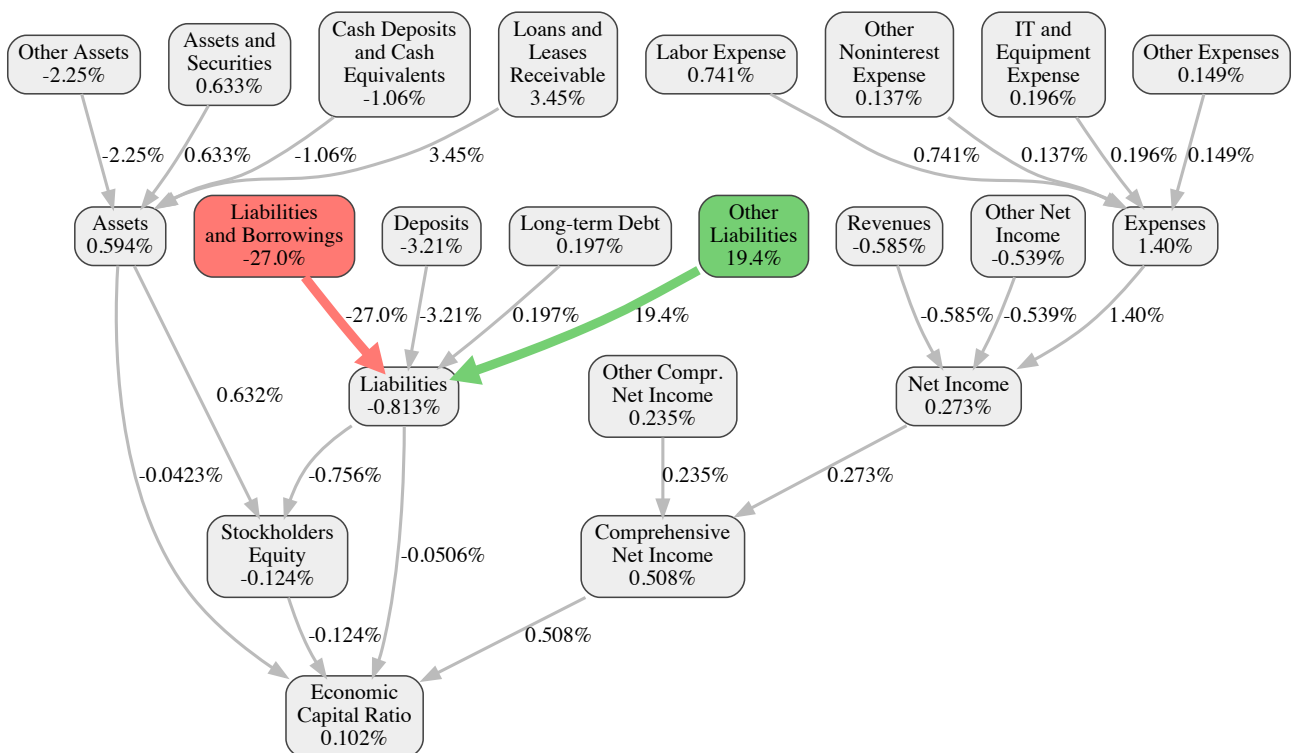 Other Assets
-2.25%
Assets and
Securities
0.633%
Cash Deposits
and Cash
Equivalents
-1.06%
Loans and
Leases
Receivable
3.45%
Labor Expense
0.741%
Other
Noninterest
Expense
0.137%
IT and
Equipment
Expense
0.196%
Other Expenses
0.149%
-2.25%
0.633%
-1.06%
3.45%
0.741%
0.137%
0.196%
0.149%
Assets
0.594%
Liabilities
and Borrowings
-27.0%
Deposits
-3.21%
Long-term Debt
0.197%
Other
Liabilities
19.4%
Revenues
-0.585%
Other Net
Income
-0.539%
Expenses
1.40%
-27.0%
-3.21%
0.197%
19.4%
-0.585%
-0.539%
1.40%
0.632%
Liabilities
-0.813%
Other Compr.
Net Income
0.235%
Net Income
0.273%
-0.0423%
-0.756%
0.235%
0.273%
Stockholders
Equity
-0.124%
-0.0506%
Comprehensive
Net Income
0.508%
-0.124%
0.508%
Economic
Capital Ratio
0.102%